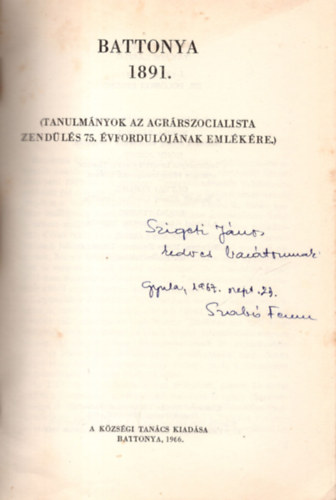 BATTONYA
1891.
(TANULMÁNYOK AZ AGRÁRSZOCIALISTA
ZENDÜLÉS 75. ÉVFORDULÓJÁNAK EMLÉKÉRE.)
Szigeti János
kedves barátomnak
Gyula, 1967. szept. 27.
Szabó Ferenc
A KÖZSÉGI TANÁCS KIADÁSA
BATTONYA, 1966.